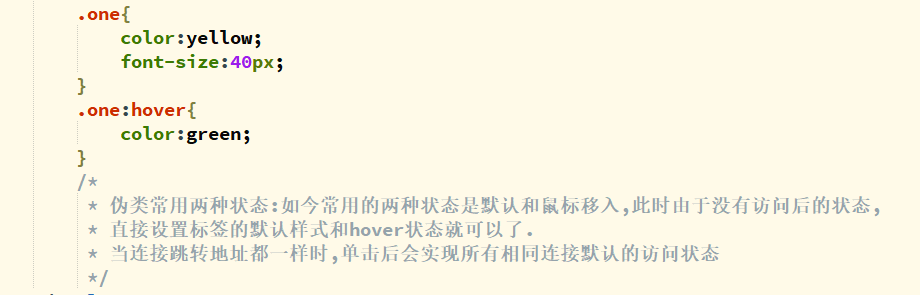 .one{
color:yellow;
font-size:40px;
}
.one:hover{
color:green;
}
/*
* 伪类常用两种状态:如今常用的两种状态是默认和鼠标移入,此时由于没有访问后的状态,
* 直接设置标签的默认样式和hover状态就可以了.
* 当连接跳转地址都一样时,单击后会实现所有相同连接默认的访问状态
*/